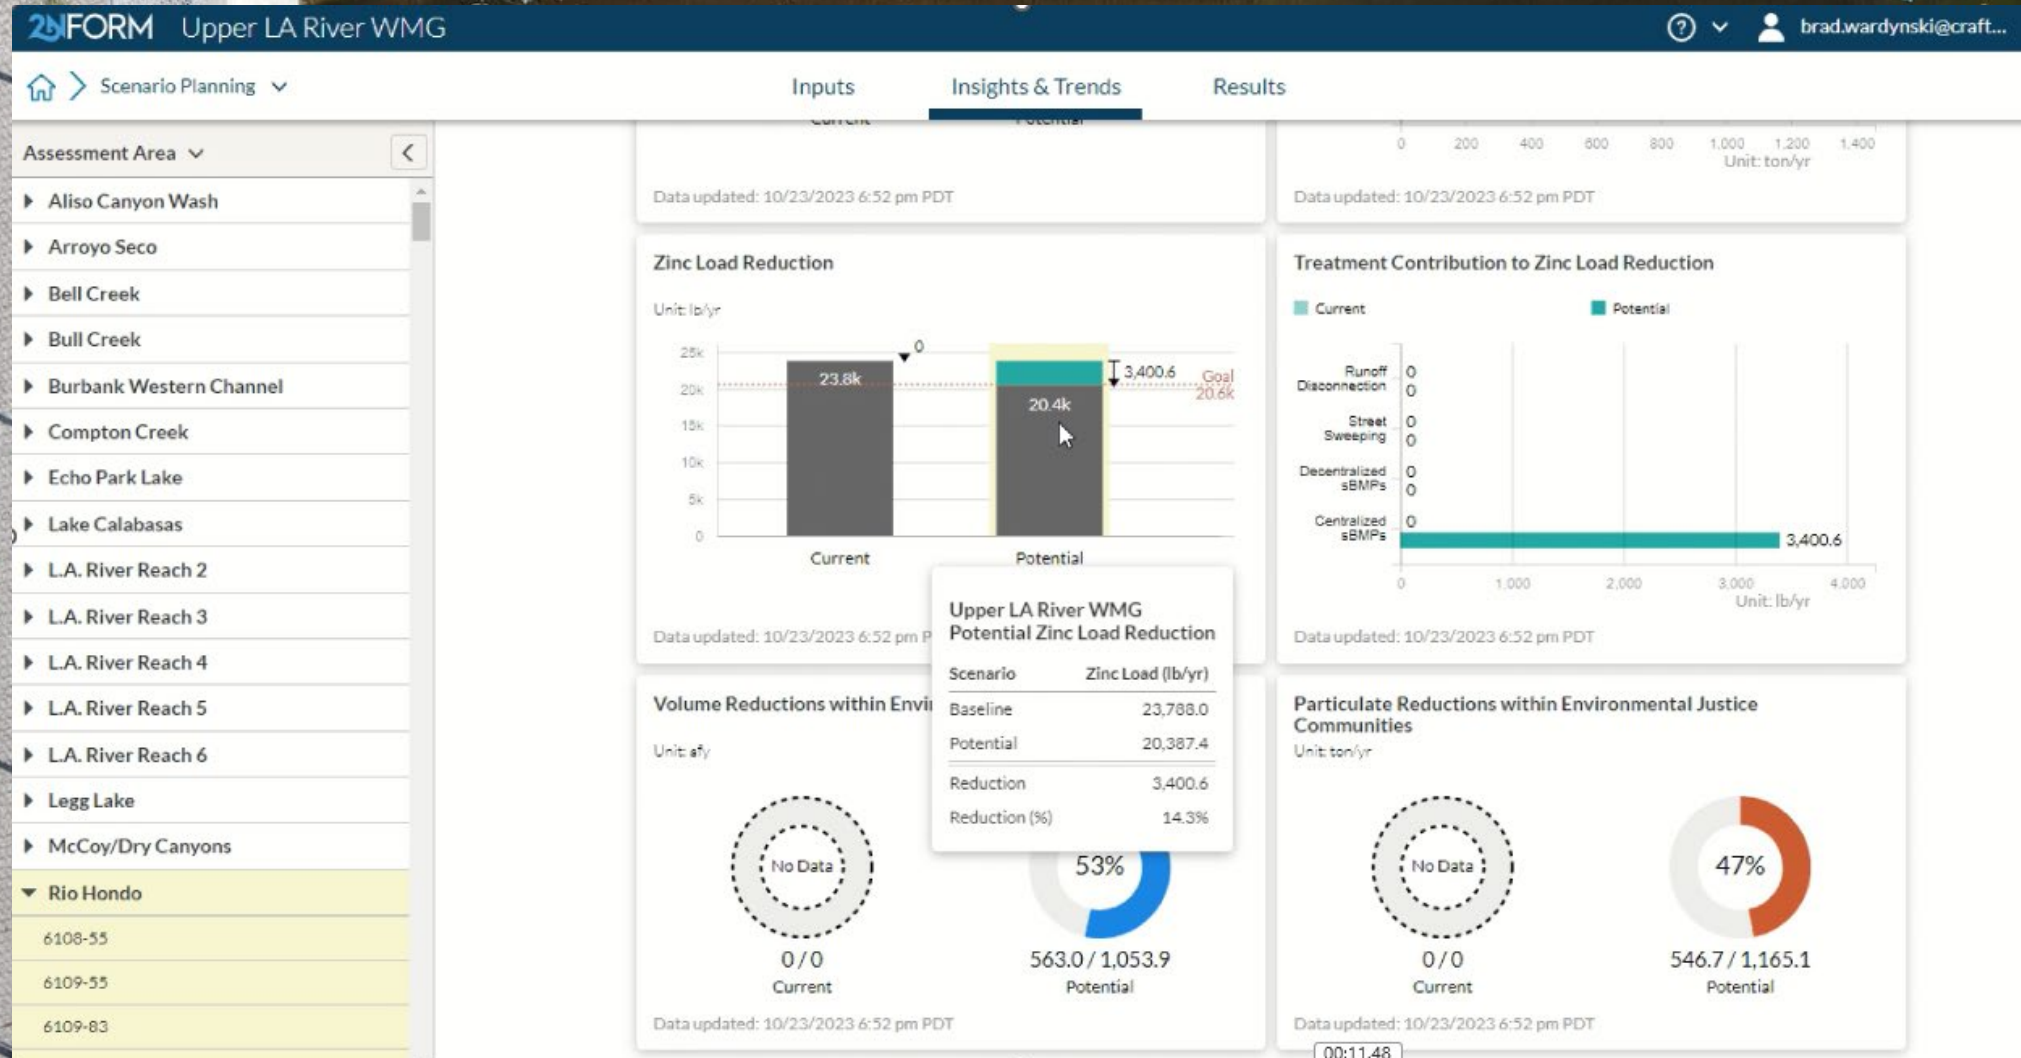 2NFORM Upper LA River WMG
brad.wardynski@craft...
Scenario Planning
Inputs Insights & Trends Results
Assessment Area
Aliso Canyon Wash
Arroyo Seco
Bell Creek
Bull Creek
Burbank Western Channel
Compton Creek
Echo Park Lake
Lake Calabasas
L.A. River Reach 2
L.A. River Reach 3
L.A. River Reach 4
L.A. River Reach 5
L.A. River Reach 6
Legg Lake
McCoy/Dry Canyons
Rio Hondo
6108-55
6109-55
6109-83
Current Potential
Data updated: 10/23/2023 6:52 pm PDT
0 200 400 600 800 1,000 1,200 1,400
Unit: ton/yr
Data updated: 10/23/2023 6:52 pm PDT
Zinc Load Reduction
Unit: lb/yr
25k
20k
15k
10k
5k
0
23.8k
0
20.4k
3,400.6
Goal
20.6k
Current Potential
Data updated: 10/23/2023 6:52 pm P
Treatment Contribution to Zinc Load Reduction
Current Potential
Runoff
Disconnection
0
0
Street
Sweeping
0
0
Decentralized
sBMPs
0
0
Centralized
sBMPs
0
3,400.6
0 1,000 2,000 3,000 4,000
Unit: lb/yr
Data updated: 10/23/2023 6:52 pm PDT
Upper LA River WMG
Potential Zinc Load Reduction
Scenario Zinc Load (lb/yr)
Baseline 23,788.0
Potential 20,387.4
Reduction 3,400.6
Reduction (%) 14.3%
Volume Reductions within Envi
Unit: afy
No Data
0 / 0
Current
53%
563.0 / 1,053.9
Potential
Data updated: 10/23/2023 6:52 pm PDT
Particulate Reductions within Environmental Justice
Communities
Unit: ton/yr
No Data
0 / 0
Current
47%
546.7 / 1,165.1
Potential
Data updated: 10/23/2023 6:52 pm PDT
00:11.48